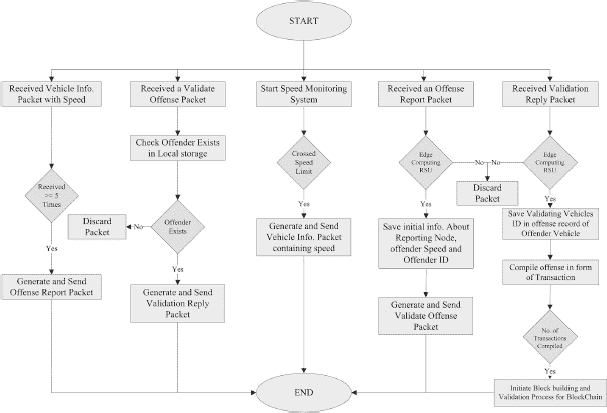 START
Received Vehicle Info.
Packet with Speed
Received a Validate
Offense Packet
Start Speed Monitoring
System
Received an Offense
Report Packet
Received Validation
Reply Packet
Check Offender Exists
in Local storage
Crossed
Speed
Limit
Edge
Computing
RSU
No
No
Edge
Computing
RSU
Discard
Packet
Received
>= 5
Times
Discard
Packet
No
Offender
Exists
Yes
Yes
Yes
Yes
Yes
Generate and Send
Vehicle Info. Packet
containing speed
Save initial info. About
Reporting Node,
offender Speed and
Offender ID
Save Validating Vehicles
ID in offense record of
Offender Vehicle
Generate and Send
Offense Report Packet
Generate and Send
Validation Reply
Packet
Compile offense in form
of Transaction
Generate and Send
Validate Offense
Packet
No. of
Transactions
Compiled
Yes
END
Initiate Block building and
Validation Process for BlockChain